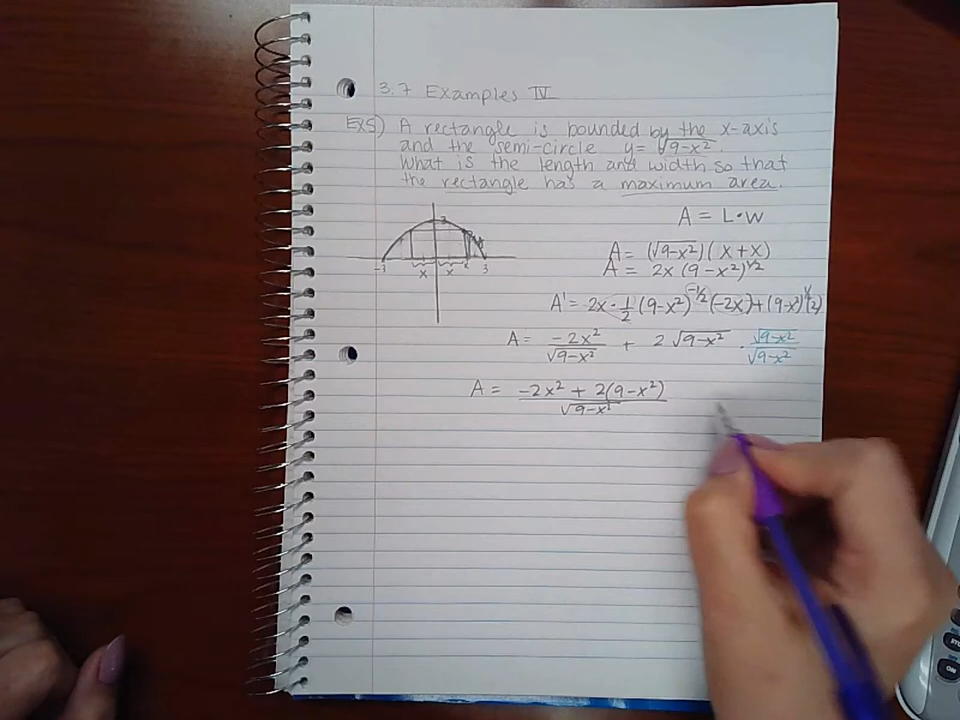 3.7 Examples IV
EX5) A rectangle is bounded by the x-axis
and the semi-circle y= √9-x².
What is the length and width so that
the rectangle has a maximum area.
A = L·W
3
-3 x x 3
A= (√9-x²)(x+x)
A = 2x (9-x²)^1/2
A' = 2x · 1/2 (9-x²)^-1/2 (-2x) + (9-x²)^1/2 (2)
A = -2x²/√9-x² + 2√9-x² · √9-x²/√9-x²
A = -2x² + 2(9-x²)/√9-x²